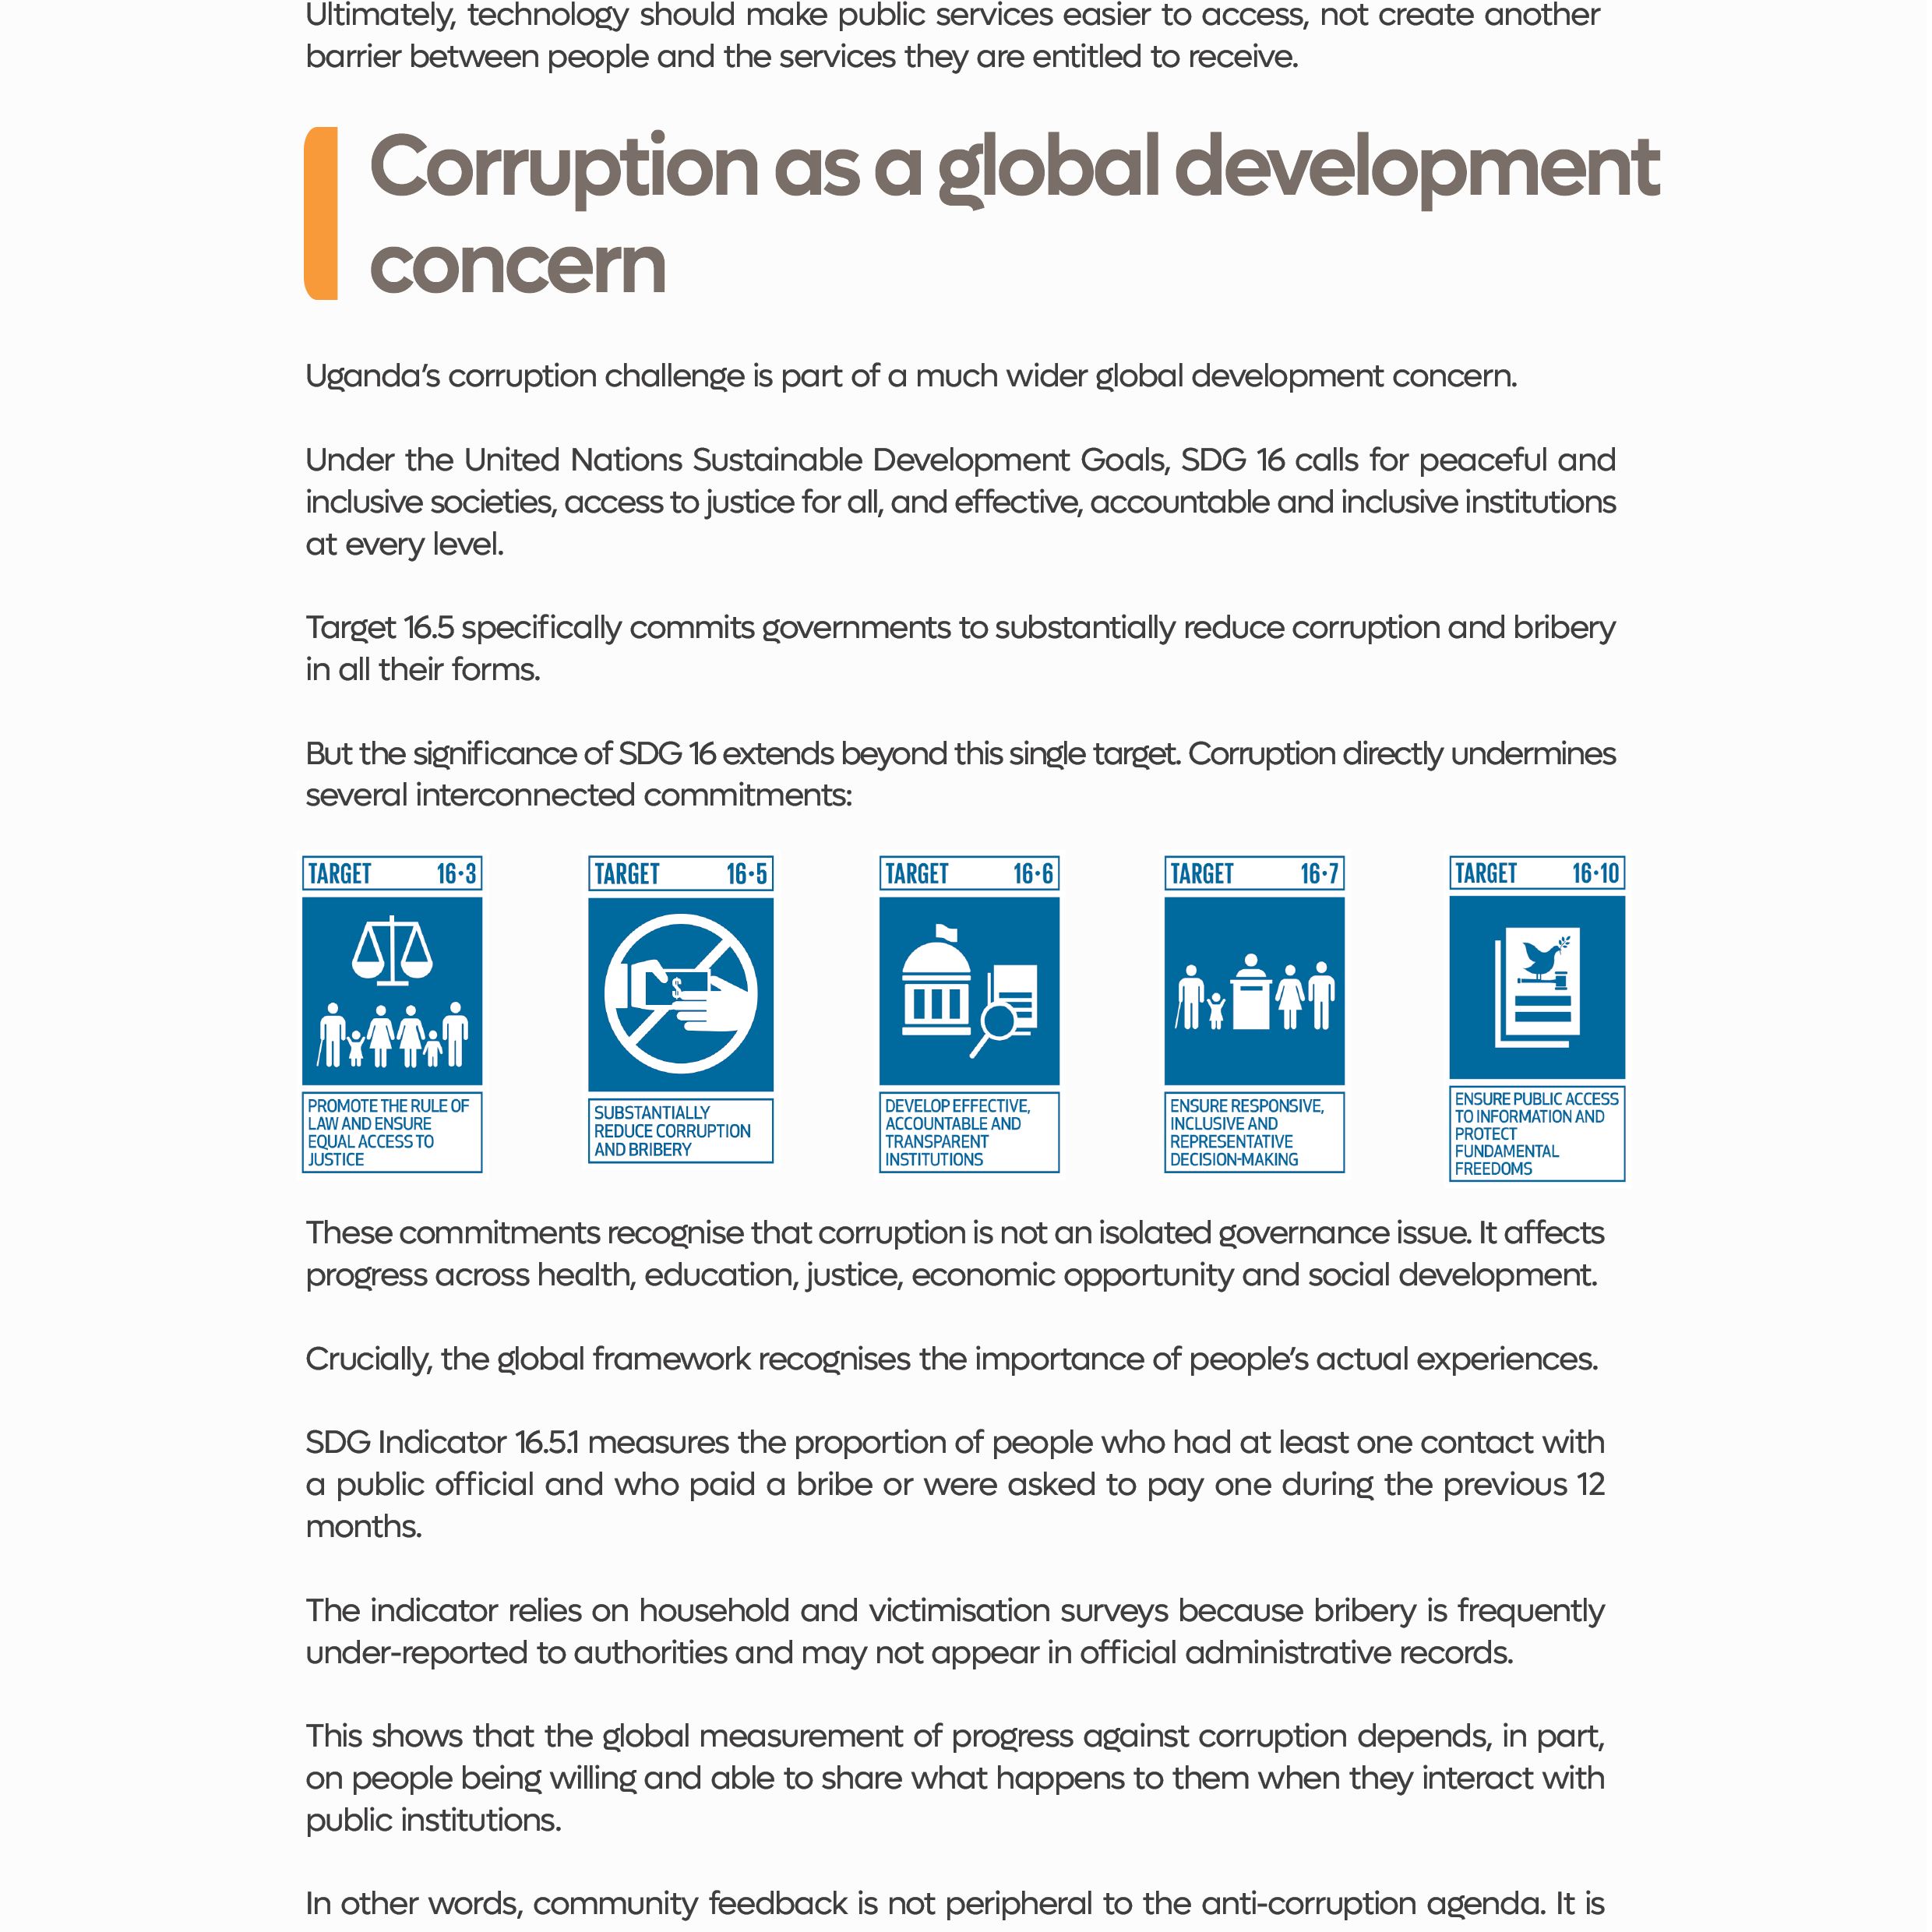 Ultimately, technology should make public services easier to access, not create another
barrier between people and the services they are entitled to receive.
Corruption as a global development
concern
Uganda’s corruption challenge is part of a much wider global development concern.
Under the United Nations Sustainable Development Goals, SDG 16 calls for peaceful and
inclusive societies, access to justice for all, and effective, accountable and inclusive institutions
at every level.
Target 16.5 specifically commits governments to substantially reduce corruption and bribery
in all their forms.
But the significance of SDG 16 extends beyond this single target. Corruption directly undermines
several interconnected commitments:
TARGET 16·3
PROMOTE THE RULE OF
LAW AND ENSURE
EQUAL ACCESS TO
JUSTICE
TARGET 16·5
$
SUBSTANTIALLY
REDUCE CORRUPTION
AND BRIBERY
TARGET 16·6
DEVELOP EFFECTIVE,
ACCOUNTABLE AND
TRANSPARENT
INSTITUTIONS
TARGET 16·7
ENSURE RESPONSIVE,
INCLUSIVE AND
REPRESENTATIVE
DECISION-MAKING
TARGET 16·10
ENSURE PUBLIC ACCESS
TO INFORMATION AND
PROTECT
FUNDAMENTAL
FREEDOMS
These commitments recognise that corruption is not an isolated governance issue. It affects
progress across health, education, justice, economic opportunity and social development.
Crucially, the global framework recognises the importance of people’s actual experiences.
SDG Indicator 16.5.1 measures the proportion of people who had at least one contact with
a public official and who paid a bribe or were asked to pay one during the previous 12
months.
The indicator relies on household and victimisation surveys because bribery is frequently
under-reported to authorities and may not appear in official administrative records.
This shows that the global measurement of progress against corruption depends, in part,
on people being willing and able to share what happens to them when they interact with
public institutions.
In other words, community feedback is not peripheral to the anti-corruption agenda. It is